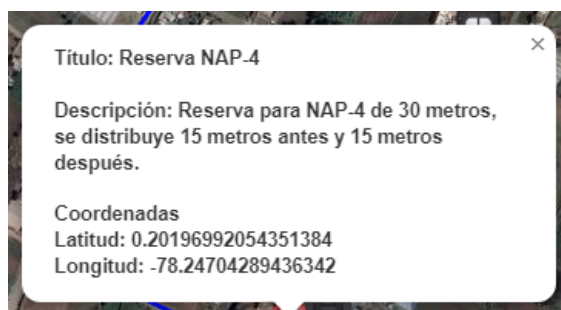 Título: Reserva NAP-4
Descripción: Reserva para NAP-4 de 30 metros,
se distribuye 15 metros antes y 15 metros
después.
Coordenadas
Latitud: 0.20196992054351384
Longitud: -78.24704289436342